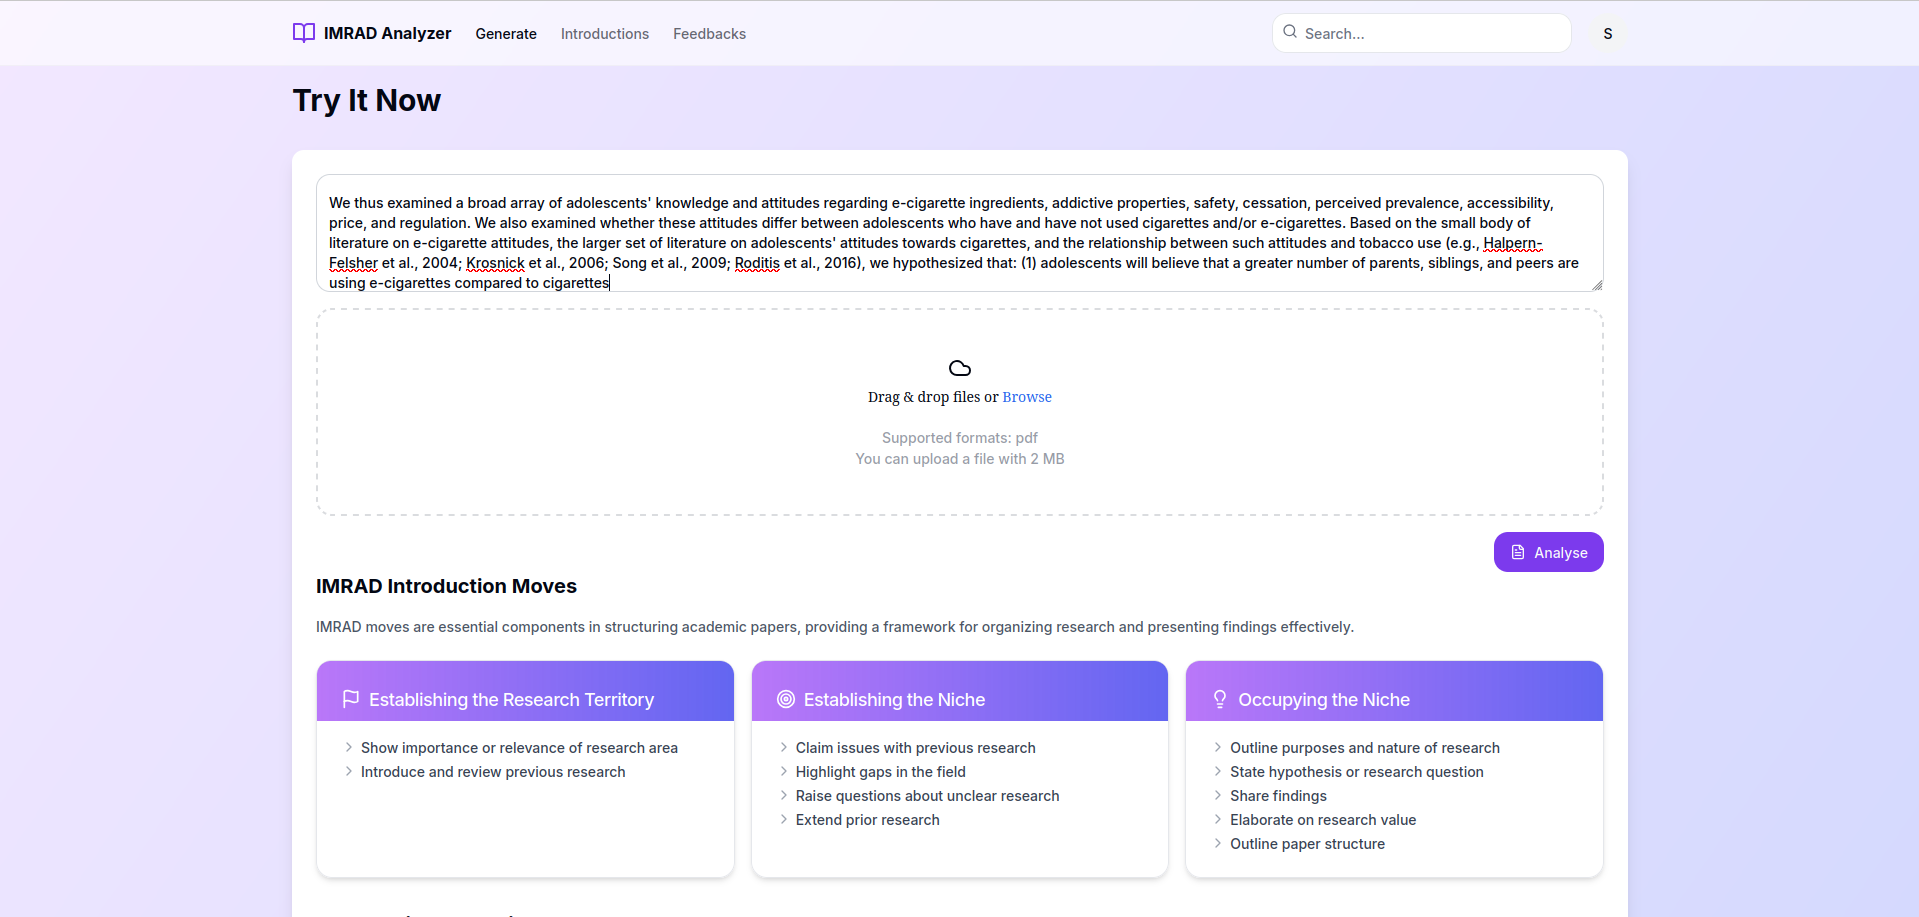 IMRAD Analyzer
Generate
Introductions
Feedbacks
Search...
S
Try It Now
We thus examined a broad array of adolescents' knowledge and attitudes regarding e-cigarette ingredients, addictive properties, safety, cessation, perceived prevalence, accessibility,
price, and regulation. We also examined whether these attitudes differ between adolescents who have and have not used cigarettes and/or e-cigarettes. Based on the small body of
literature on e-cigarette attitudes, the larger set of literature on adolescents' attitudes towards cigarettes, and the relationship between such attitudes and tobacco use (e.g., Halpern-
Felsher et al., 2004; Krosnick et al., 2006; Song et al., 2009; Roditis et al., 2016), we hypothesized that: (1) adolescents will believe that a greater number of parents, siblings, and peers are
using e-cigarettes compared to cigarettes
Drag & drop files or Browse
Supported formats: pdf
You can upload a file with 2 MB
Analyse
IMRAD Introduction Moves
IMRAD moves are essential components in structuring academic papers, providing a framework for organizing research and presenting findings effectively.
Establishing the Research Territory
Show importance or relevance of research area
Introduce and review previous research
Establishing the Niche
Claim issues with previous research
Highlight gaps in the field
Raise questions about unclear research
Extend prior research
Occupying the Niche
Outline purposes and nature of research
State hypothesis or research question
Share findings
Elaborate on research value
Outline paper structure